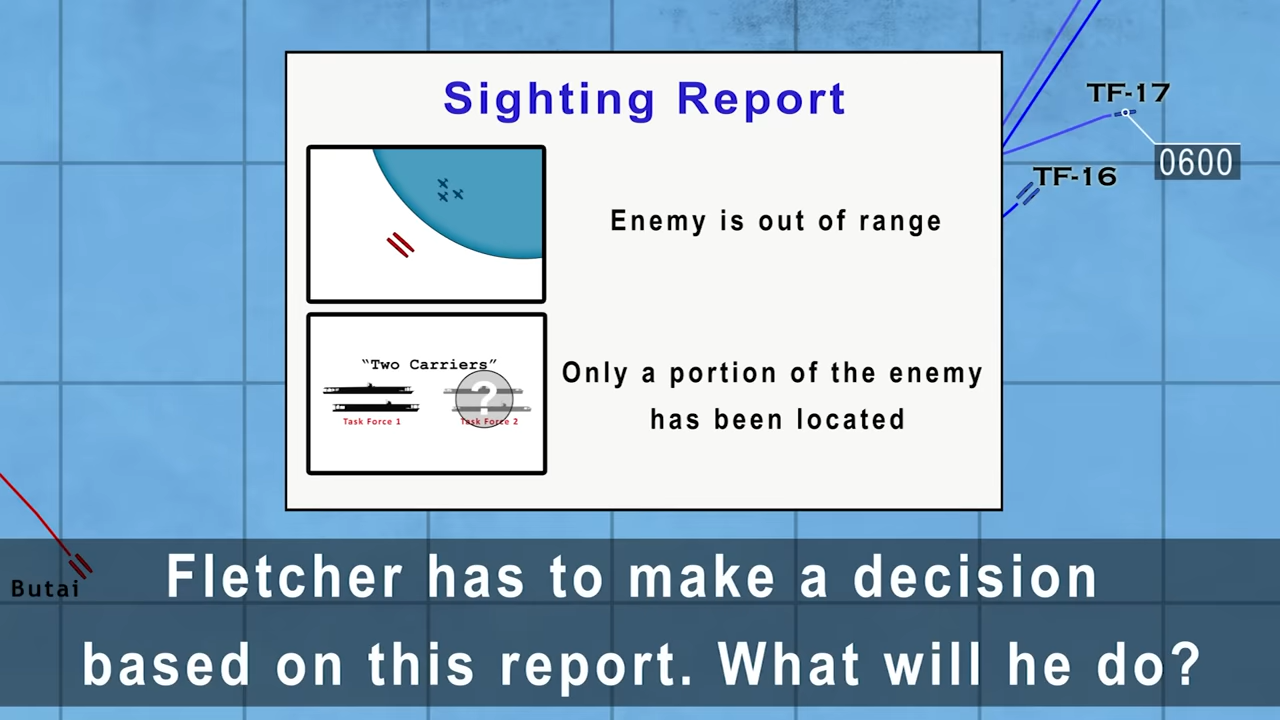 Sighting Report
TF-17
0600
TF-16
Enemy is out of range
"Two Carriers"
?
Task Force 1
Task Force 2
Only a portion of the enemy
has been located
Butai
Fletcher has to make a decision
based on this report. What will he do?